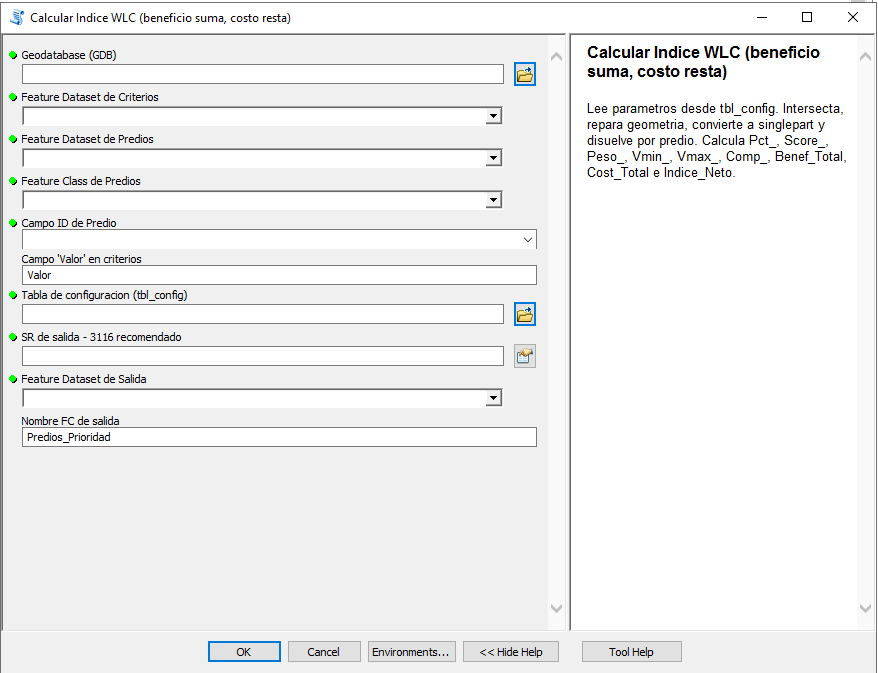 Calcular Indice WLC (beneficio suma, costo resta)
Geodatabase (GDB)
Feature Dataset de Criterios
Feature Dataset de Predios
Feature Class de Predios
Campo ID de Predio
Campo 'Valor' en criterios
Valor
Tabla de configuracion (tbl_config)
SR de salida - 3116 recomendado
Feature Dataset de Salida
Nombre FC de salida
Predios_Prioridad
Calcular Indice WLC (beneficio
suma, costo resta)
Lee parametros desde tbl_config. Intersecta,
repara geometria, convierte a singlepart y
disuelve por predio. Calcula Pct_, Score_,
Peso_, Vmin_, Vmax_, Comp_, Benef_Total,
Cost_Total e Indice_Neto.
OK
Cancel
Environments...
<< Hide Help
Tool Help